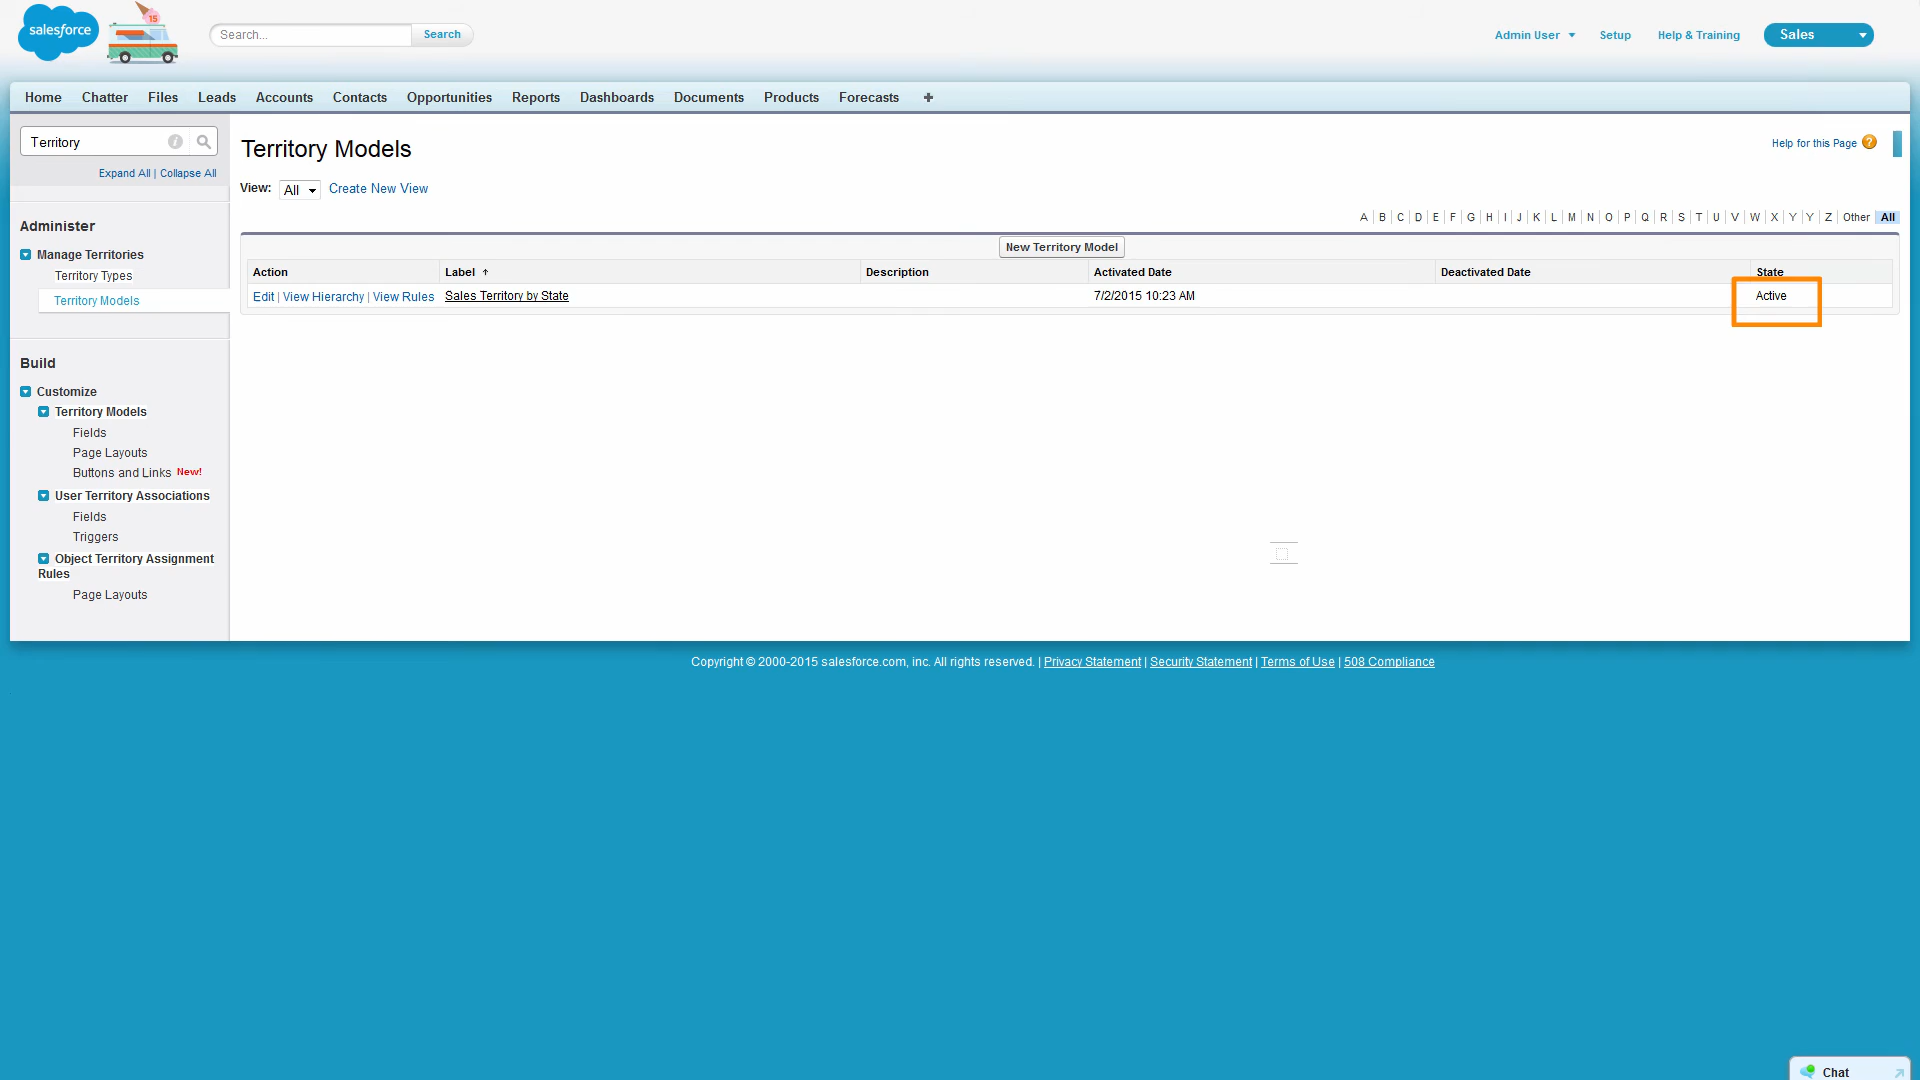 salesforce
15
Search...
Search
Admin User
Setup
Help & Training
Sales
Home Chatter Files Leads Accounts Contacts Opportunities Reports Dashboards Documents Products Forecasts +
Territory
Expand All | Collapse All
Administer
Manage Territories
Territory Types
Territory Models
Build
Customize
Territory Models
Fields
Page Layouts
Buttons and Links New!
User Territory Associations
Fields
Triggers
Object Territory Assignment
Rules
Page Layouts
Territory Models
Help for this Page ?
View: All Create New View
A | B | C | D | E | F | G | H | I | J | K | L | M | N | O | P | Q | R | S | T | U | V | W | X | Y | Y | Z | Other | All
New Territory Model
Action Label Description Activated Date Deactivated Date State
Edit | View Hierarchy | View Rules Sales Territory by State 7/2/2015 10:23 AM Active
Copyright © 2000-2015 salesforce.com, inc. All rights reserved. | Privacy Statement | Security Statement | Terms of Use | 508 Compliance
Chat